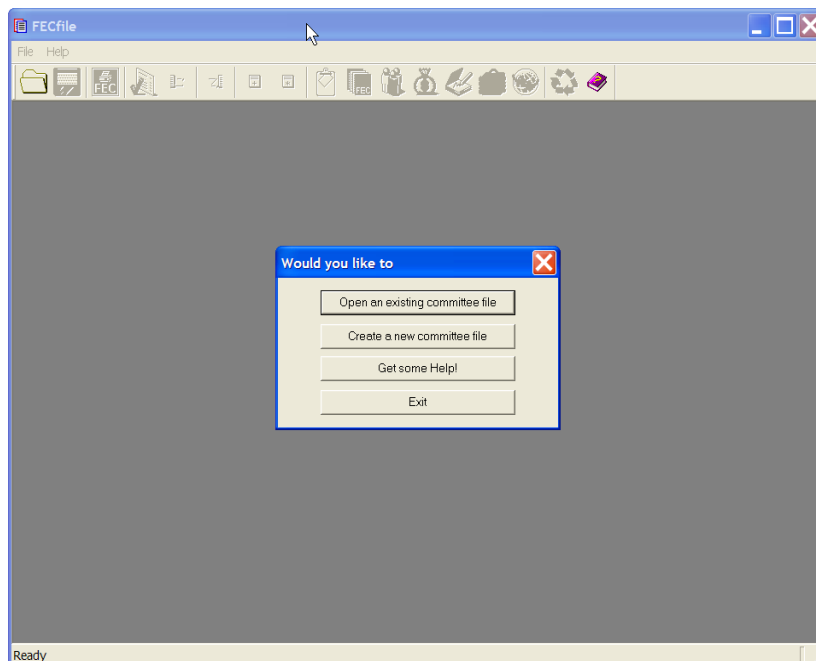 FECfile
File Help
FEC
FEC
Would you like to
Open an existing committee file
Create a new committee file
Get some Help!
Exit
Ready